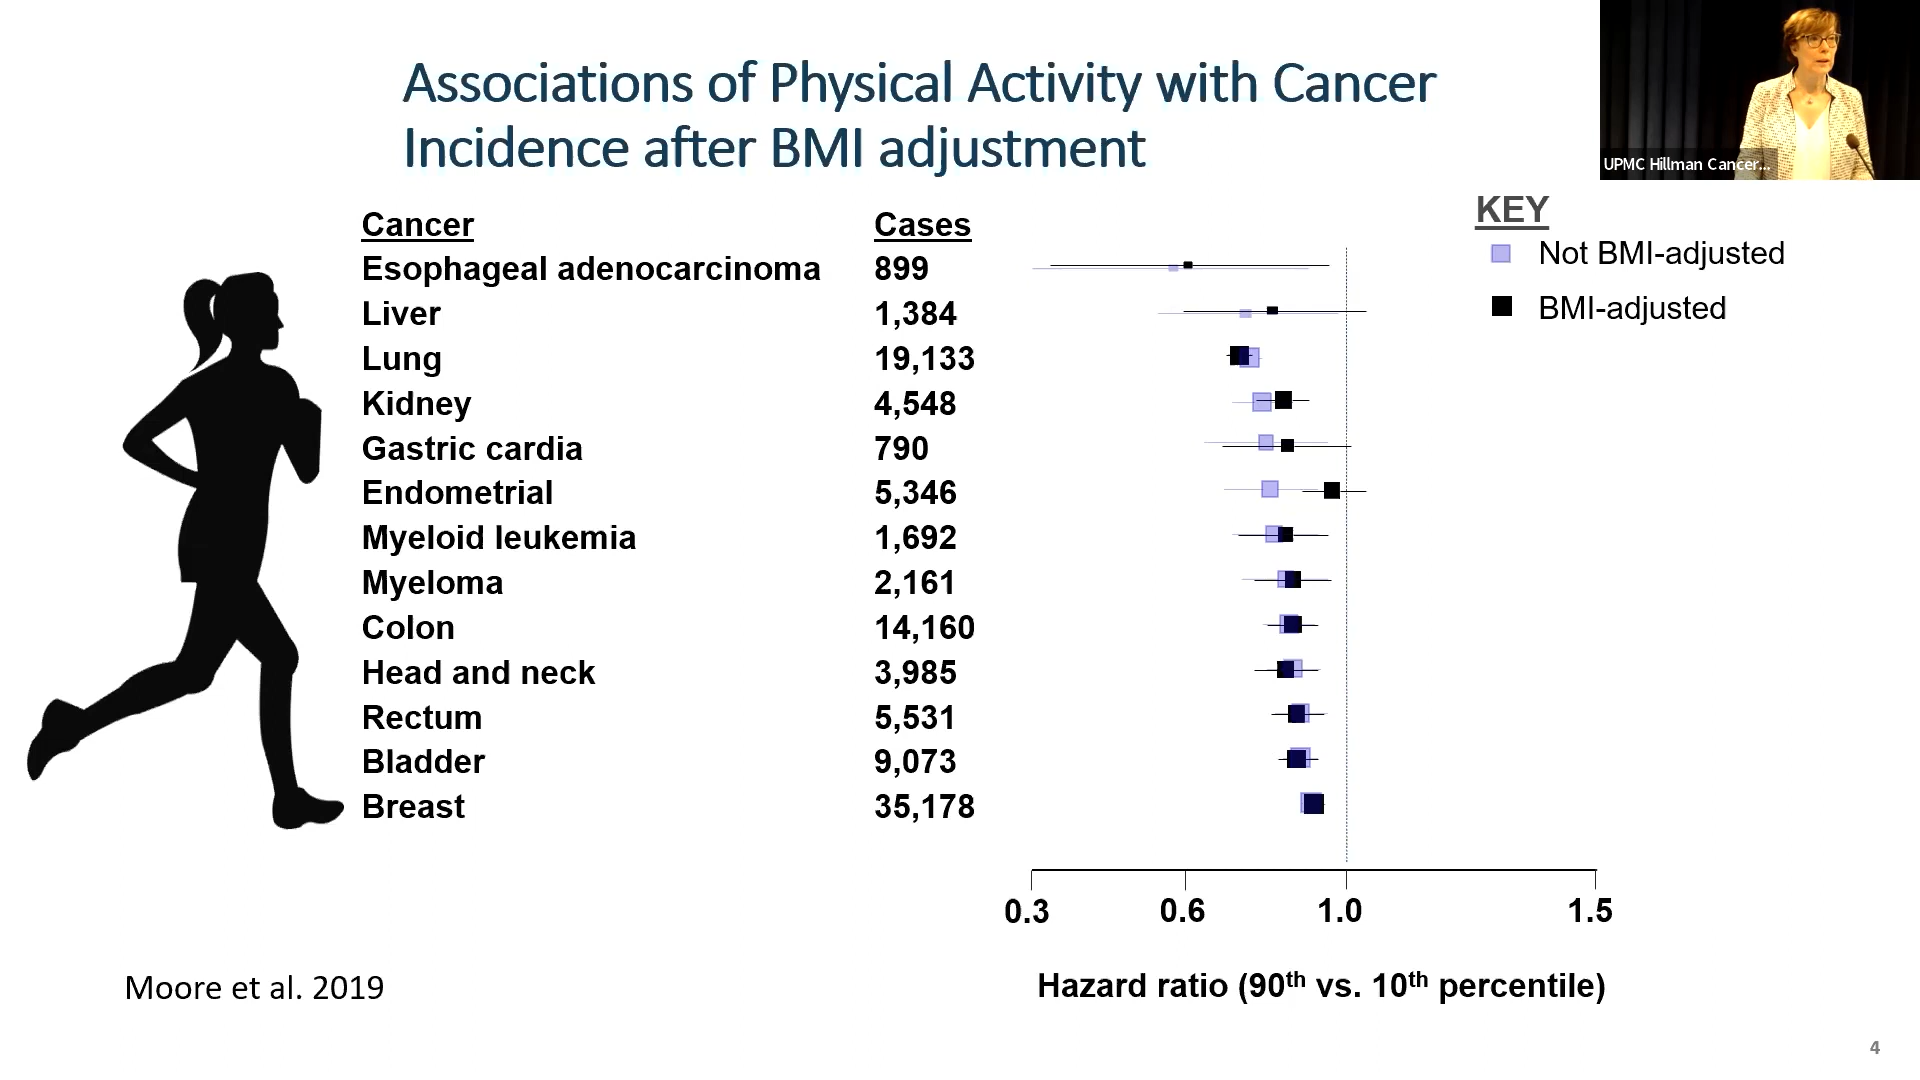 Associations of Physical Activity with Cancer
Incidence after BMI adjustment
UPMC Hillman Cancer...
KEY
Not BMI-adjusted
BMI-adjusted
Cancer Cases
Esophageal adenocarcinoma 899
Liver 1,384
Lung 19,133
Kidney 4,548
Gastric cardia 790
Endometrial 5,346
Myeloid leukemia 1,692
Myeloma 2,161
Colon 14,160
Head and neck 3,985
Rectum 5,531
Bladder 9,073
Breast 35,178
0.3 0.6 1.0 1.5
Hazard ratio (90th vs. 10th percentile)
Moore et al. 2019
4